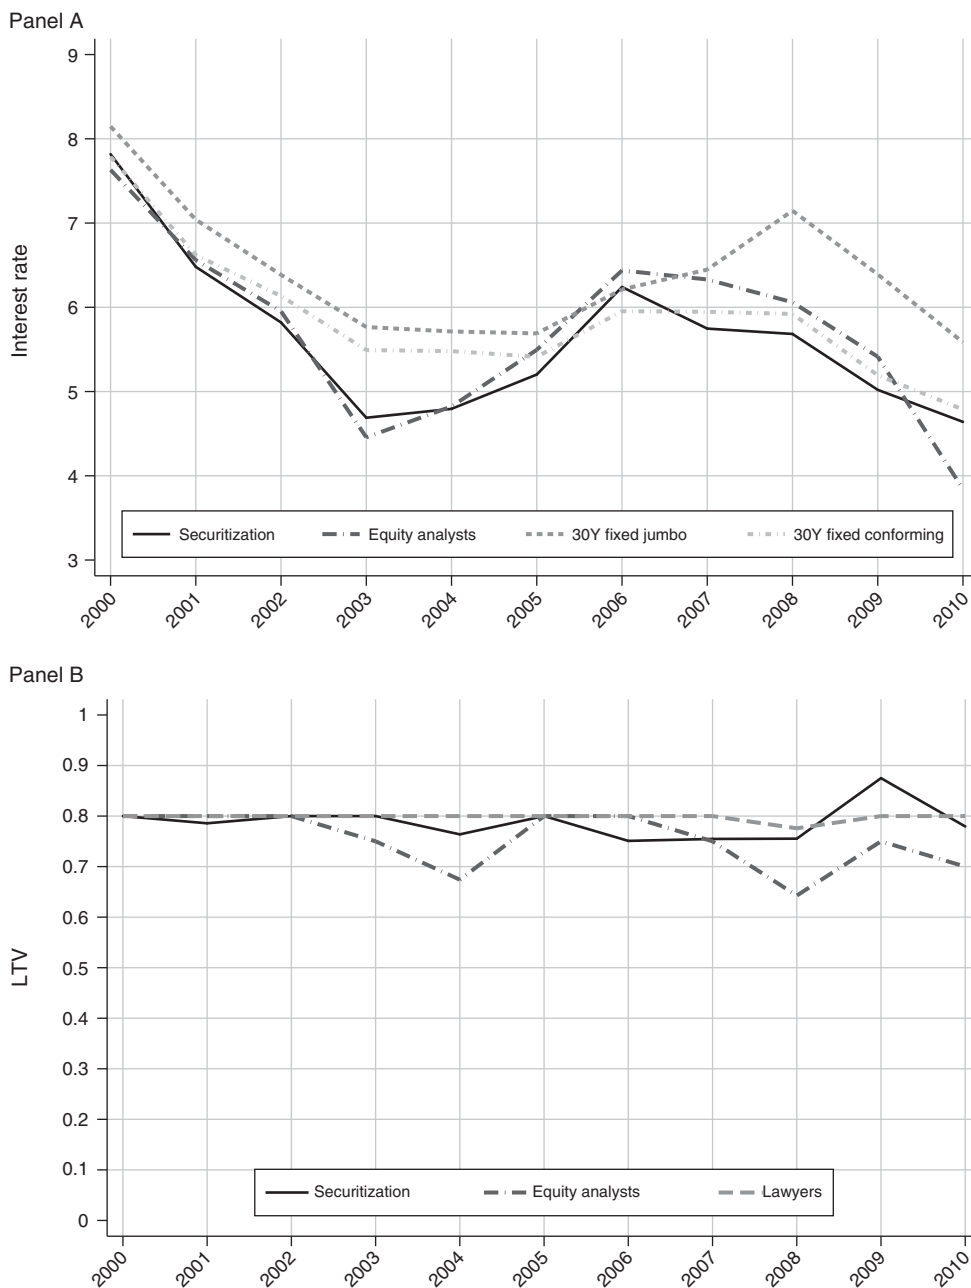 Panel A
9
8
7
6
5
4
3
Interest rate
Securitization Equity analysts 30Y fixed jumbo 30Y fixed conforming
2000 2001 2002 2003 2004 2005 2006 2007 2008 2009 2010
Panel B
1
0.9
0.8
0.7
0.6
0.5
0.4
0.3
0.2
0.1
0
LTV
Securitization Equity analysts Lawyers
2000 2001 2002 2003 2004 2005 2006 2007 2008 2009 2010